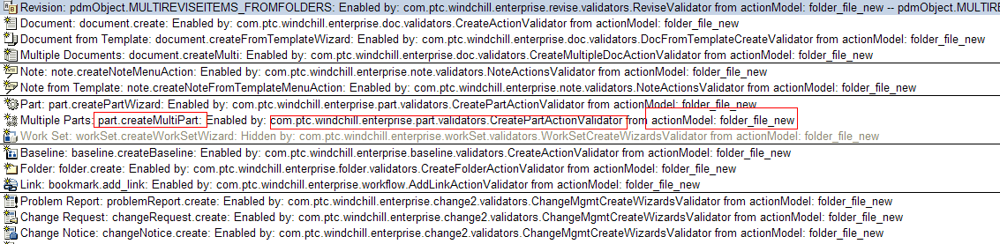 Revision: pdmObject.MULTIREVISEITEMS_FROMFOLDERS: Enabled by: com.ptc.windchill.enterprise.revise.validators.ReviseValidator from actionModel: folder_file_new -- pdmObject.MULTIRE
Document: document.create: Enabled by: com.ptc.windchill.enterprise.doc.validators.CreateActionValidator from actionModel: folder_file_new
Document from Template: document.createFromTemplateWizard: Enabled by: com.ptc.windchill.enterprise.doc.validators.DocFromTemplateCreateValidator from actionModel: folder_file_new
Multiple Documents: document.createMulti: Enabled by: com.ptc.windchill.enterprise.doc.validators.CreateMultipleDocActionValidator from actionModel: folder_file_new
Note: note.createNoteMenuAction: Enabled by: com.ptc.windchill.enterprise.note.validators.NoteActionsValidator from actionModel: folder_file_new
Note from Template: note.createNoteFromTemplateMenuAction: Enabled by: com.ptc.windchill.enterprise.note.validators.NoteActionsValidator from actionModel: folder_file_new
Part: part.createPartWizard: Enabled by: com.ptc.windchill.enterprise.part.validators.CreatePartActionValidator from actionModel: folder_file_new
Multiple Parts: part.createMultiPart: Enabled by: com.ptc.windchill.enterprise.part.validators.CreatePartActionValidator from actionModel: folder_file_new
Work Set: workSet.createWorkSetWizard: Hidden by: com.ptc.windchill.enterprise.workSet.validators.WorkSetCreateWizardsValidator from actionModel: folder_file_new
Baseline: baseline.createBaseline: Enabled by: com.ptc.windchill.enterprise.baseline.validators.CreateActionValidator from actionModel: folder_file_new
Folder: folder.create: Enabled by: com.ptc.windchill.enterprise.folder.validators.CreateFolderActionValidator from actionModel: folder_file_new
Link: bookmark.add_link: Enabled by: com.ptc.windchill.enterprise.workflow.AddLinkActionValidator from actionModel: folder_file_new
Problem Report: problemReport.create: Enabled by: com.ptc.windchill.enterprise.change2.validators.ChangeMgmtCreateWizardsValidator from actionModel: folder_file_new
Change Request: changeRequest.create: Enabled by: com.ptc.windchill.enterprise.change2.validators.ChangeMgmtCreateWizardsValidator from actionModel: folder_file_new
Change Notice: changeNotice.create: Enabled by: com.ptc.windchill.enterprise.change2.validators.ChangeMgmtCreateWizardsValidator from actionModel: folder_file_new